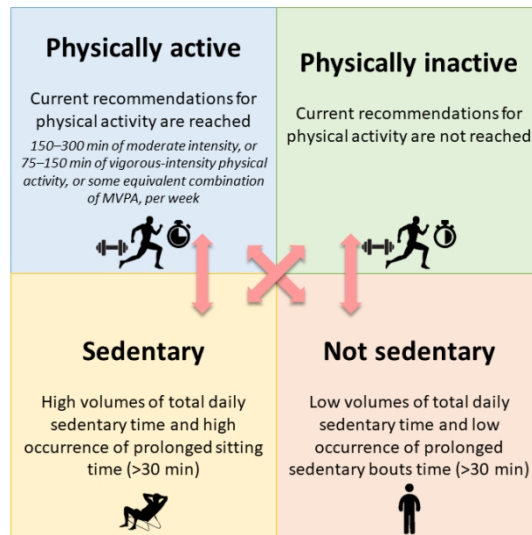 Physically active
Current recommendations for
physical activity are reached
150–300 min of moderate intensity, or
75–150 min of vigorous-intensity physical
activity, or some equivalent combination
of MVPA, per week
Physically inactive
Current recommendations for
physical activity are not reached
Sedentary
High volumes of total daily
sedentary time and high
occurrence of prolonged sitting
time (>30 min)
Not sedentary
Low volumes of total daily
sedentary time and low
occurrence of prolonged
sedentary bouts time (>30 min)